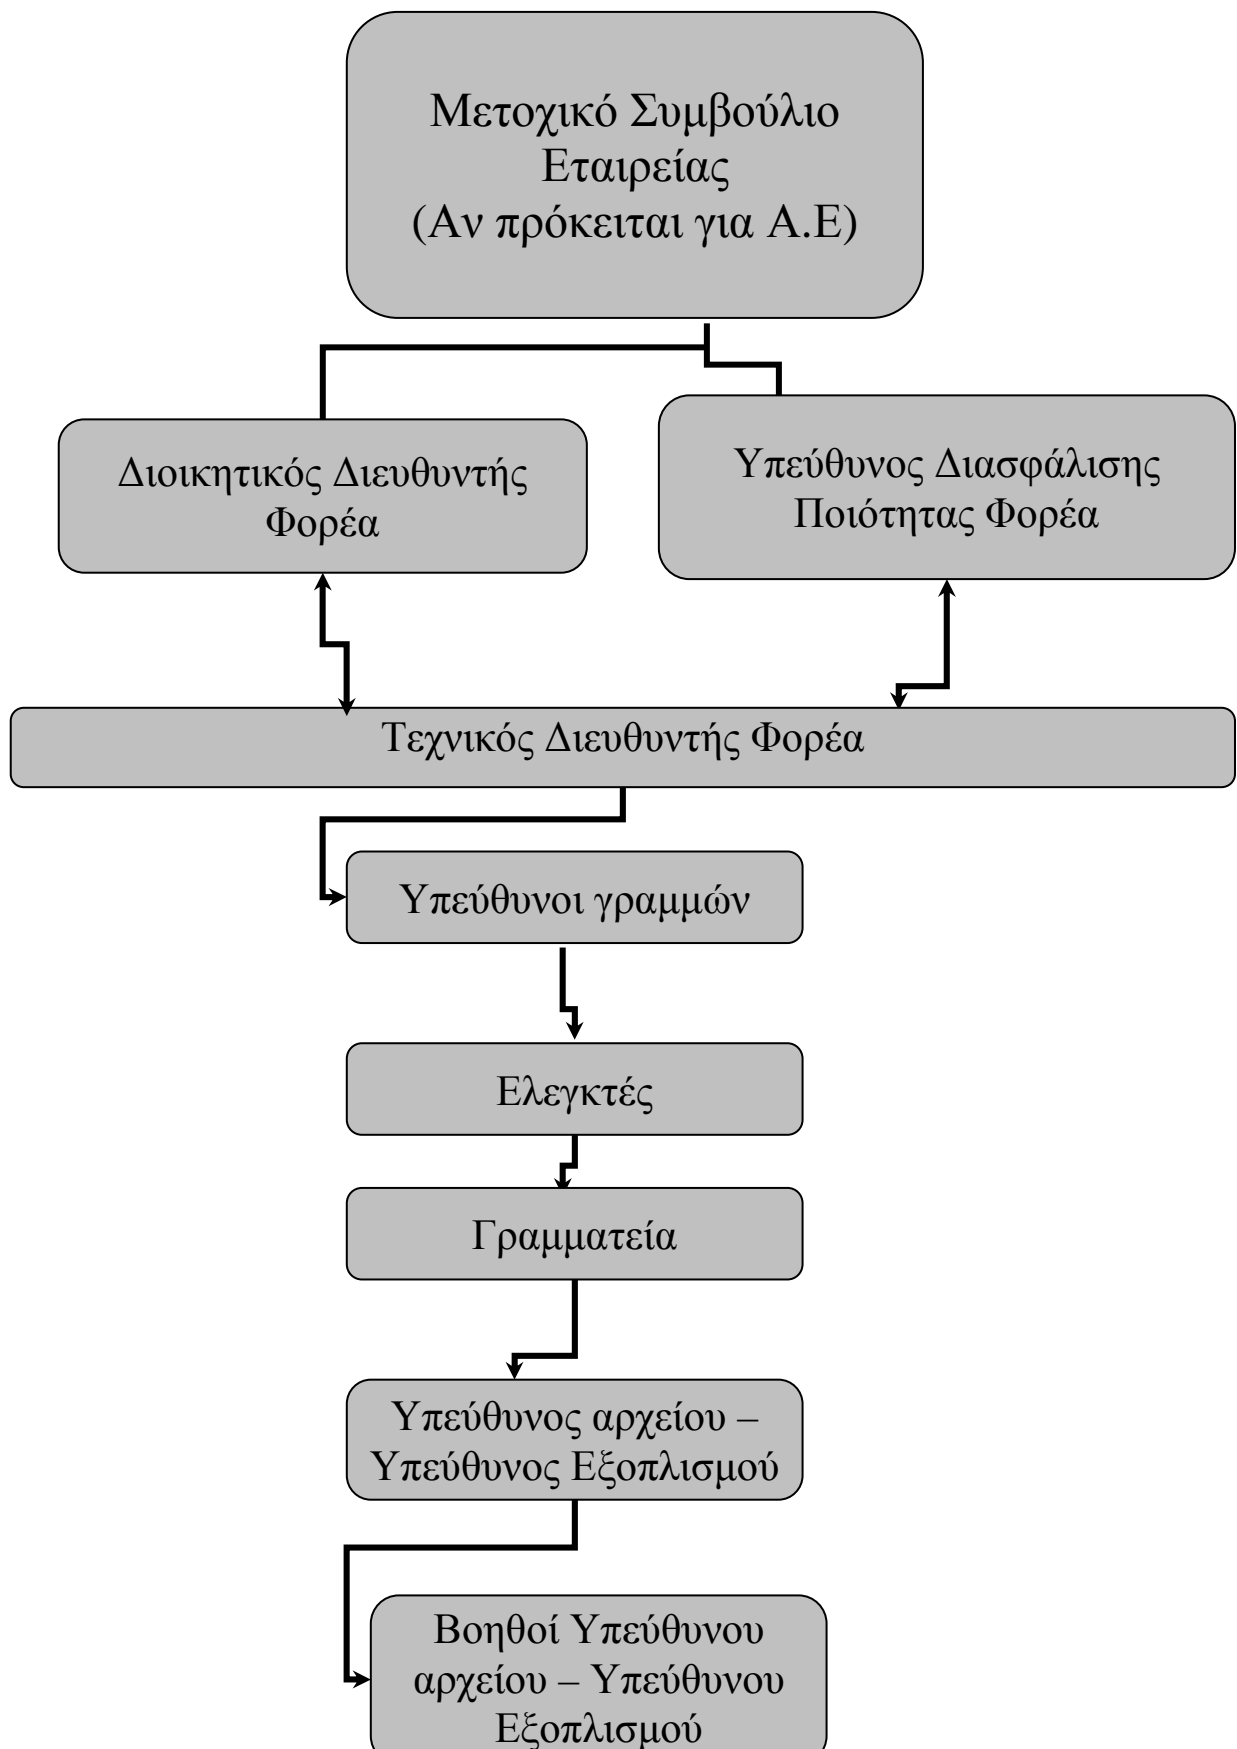 Μετοχικό Συμβούλιο
Εταιρείας
(Αν πρόκειται για Α.Ε)
Διοικητικός Διευθυντής
Φορέα
Υπεύθυνος Διασφάλισης
Ποιότητας Φορέα
Τεχνικός Διευθυντής Φορέα
Υπεύθυνοι γραμμών
Ελεγκτές
Γραμματεία
Υπεύθυνος αρχείου –
Υπεύθυνος Εξοπλισμού
Βοηθοί Υπεύθυνου
αρχείου – Υπεύθυνου
Εξοπλισμού